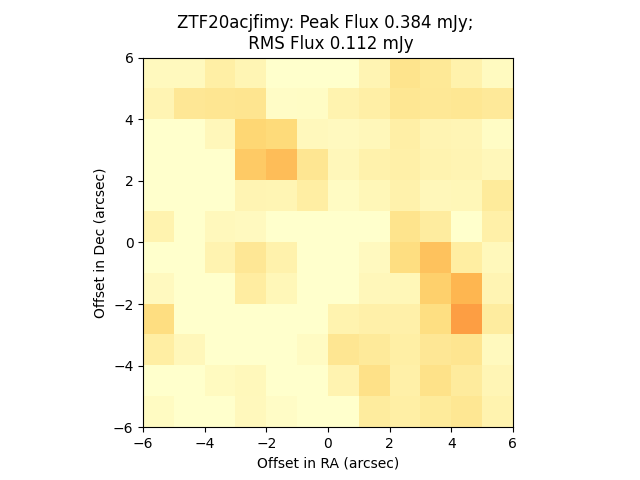 ZTF20acjfimy: Peak Flux 0.384 mJy;
RMS Flux 0.112 mJy
6
4
2
0
−2
−4
−6
Offset in Dec (arcsec)
−6 −4 −2 0 2 4 6
Offset in RA (arcsec)